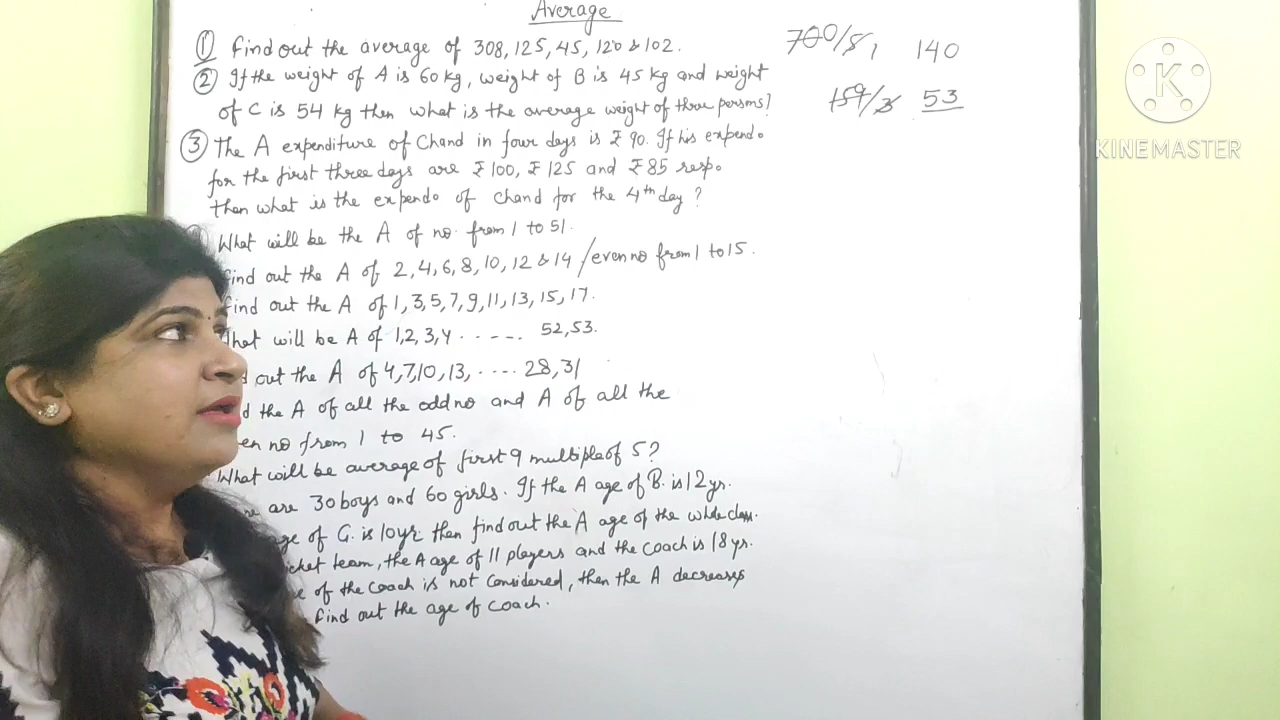 Average
① Find out the average of 308, 125, 45, 120 & 102.
② If the weight of A is 60 kg, weight of B is 45 kg and weight
of C is 54 kg then what is the average weight of three persons?
③ The A expenditure of Chand in four days is ₹ 90. If his expend.
for the first three days are ₹ 100, ₹ 125 and ₹ 85 resp.
then what is the expend. of Chand for the 4th day?
What will be the A of no. from 1 to 51.
find out the A of 2, 4, 6, 8, 10, 12 & 14 /even no from 1 to 15.
find out the A of 1, 3, 5, 7, 9, 11, 13, 15, 17.
What will be A of 1, 2, 3, 4 ...... 52, 53.
out the A of 4, 7, 10, 13, .... 28, 31
the A of all the odd no and A of all the
no from 1 to 45.
What will be average of first 9 multiple of 5?
are 30 boys and 60 girls. If the A age of B. is 12 yr.
of G. is 10 yr then find out the A age of the whole class.
team, the A age of 11 players and the coach is 18 yrs.
of the coach is not considered, then the A decreases
find out the age of coach.
700/5, 140
159/3 53
K
KINEMASTER